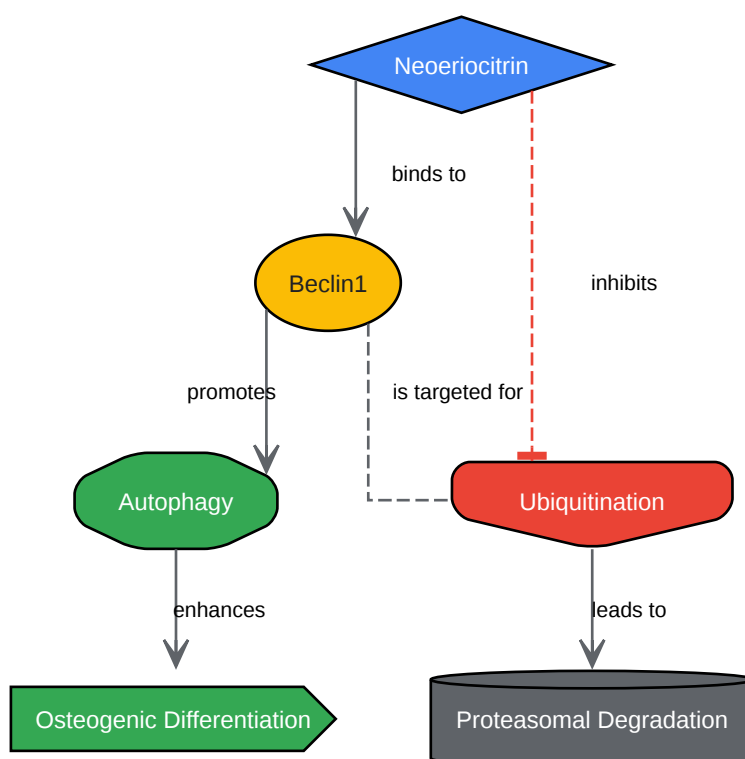 Neoeriocitrin
binds to
Beclin1
inhibits
promotes
is targeted for
Autophagy
Ubiquitination
enhances
leads to
Osteogenic Differentiation
Proteasomal Degradation